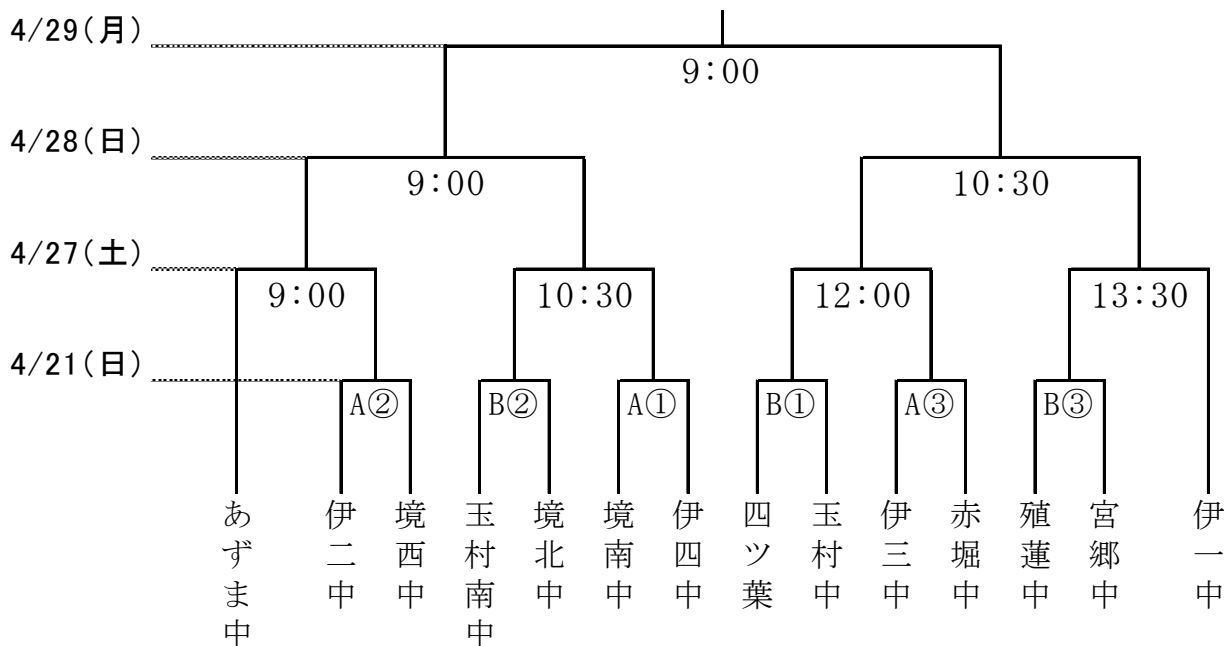 4/29(月)
9:00
4/28(日)
9:00
10:30
4/27(土)
9:00
10:30
12:00
13:30
4/21(日)
A②
B②
A①
B①
A③
B③
あずま中
伊二中
境西中
玉村南中
境北中
境南中
伊四中
四ツ葉
玉村中
伊三中
赤堀中
殖蓮中
宮郷中
伊一中